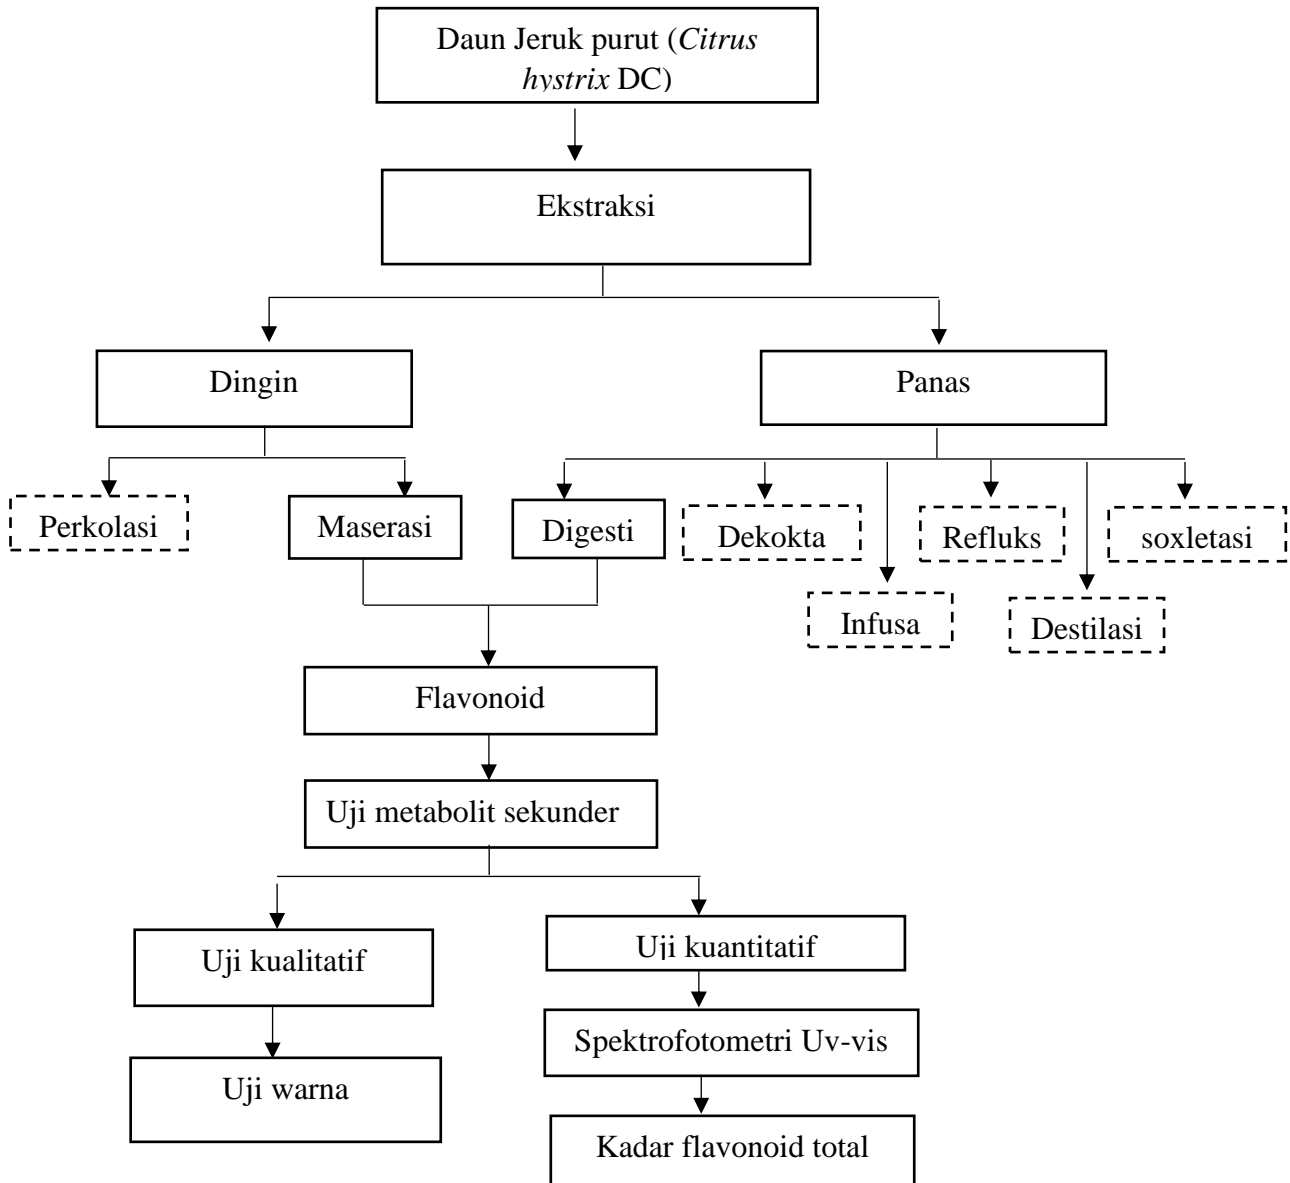 Daun Jeruk purut (Citrus
hystrix DC)
Ekstraksi
Dingin
Panas
Perkolasi
Maserasi
Digesti
Dekokta
Refluks
soxletasi
Infusa
Destilasi
Flavonoid
Uji metabolit sekunder
Uji kualitatif
Uji kuantitatif
Spektrofotometri Uv-vis
Uji warna
Kadar flavonoid total